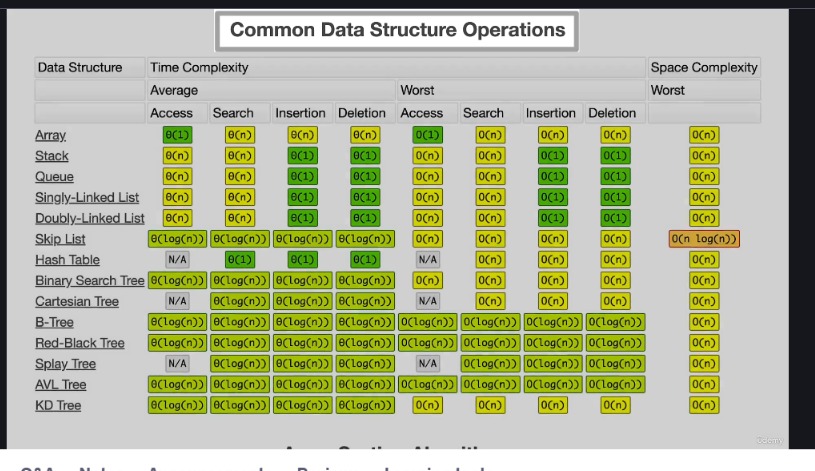 Common Data Structure Operations
Data Structure Time Complexity Space Complexity
Average Worst Worst
Access Search Insertion Deletion Access Search Insertion Deletion
Array Θ(1) Θ(n) Θ(n) Θ(n) O(1) O(n) O(n) O(n) O(n)
Stack Θ(n) Θ(n) Θ(1) Θ(1) O(n) O(n) O(1) O(1) O(n)
Queue Θ(n) Θ(n) Θ(1) Θ(1) O(n) O(n) O(1) O(1) O(n)
Singly-Linked List Θ(n) Θ(n) Θ(1) Θ(1) O(n) O(n) O(1) O(1) O(n)
Doubly-Linked List Θ(n) Θ(n) Θ(1) Θ(1) O(n) O(n) O(1) O(1) O(n)
Skip List Θ(log(n)) Θ(log(n)) Θ(log(n)) Θ(log(n)) O(n) O(n) O(n) O(n) O(n log(n))
Hash Table N/A Θ(1) Θ(1) Θ(1) N/A O(n) O(n) O(n) O(n)
Binary Search Tree Θ(log(n)) Θ(log(n)) Θ(log(n)) Θ(log(n)) O(n) O(n) O(n) O(n) O(n)
Cartesian Tree N/A Θ(log(n)) Θ(log(n)) Θ(log(n)) N/A O(n) O(n) O(n) O(n)
B-Tree Θ(log(n)) Θ(log(n)) Θ(log(n)) Θ(log(n)) O(log(n)) O(log(n)) O(log(n)) O(log(n)) O(n)
Red-Black Tree Θ(log(n)) Θ(log(n)) Θ(log(n)) Θ(log(n)) O(log(n)) O(log(n)) O(log(n)) O(log(n)) O(n)
Splay Tree N/A Θ(log(n)) Θ(log(n)) Θ(log(n)) N/A O(log(n)) O(log(n)) O(log(n)) O(n)
AVL Tree Θ(log(n)) Θ(log(n)) Θ(log(n)) Θ(log(n)) O(log(n)) O(log(n)) O(log(n)) O(log(n)) O(n)
KD Tree Θ(log(n)) Θ(log(n)) Θ(log(n)) Θ(log(n)) O(n) O(n) O(n) O(n) O(n)
Udemy